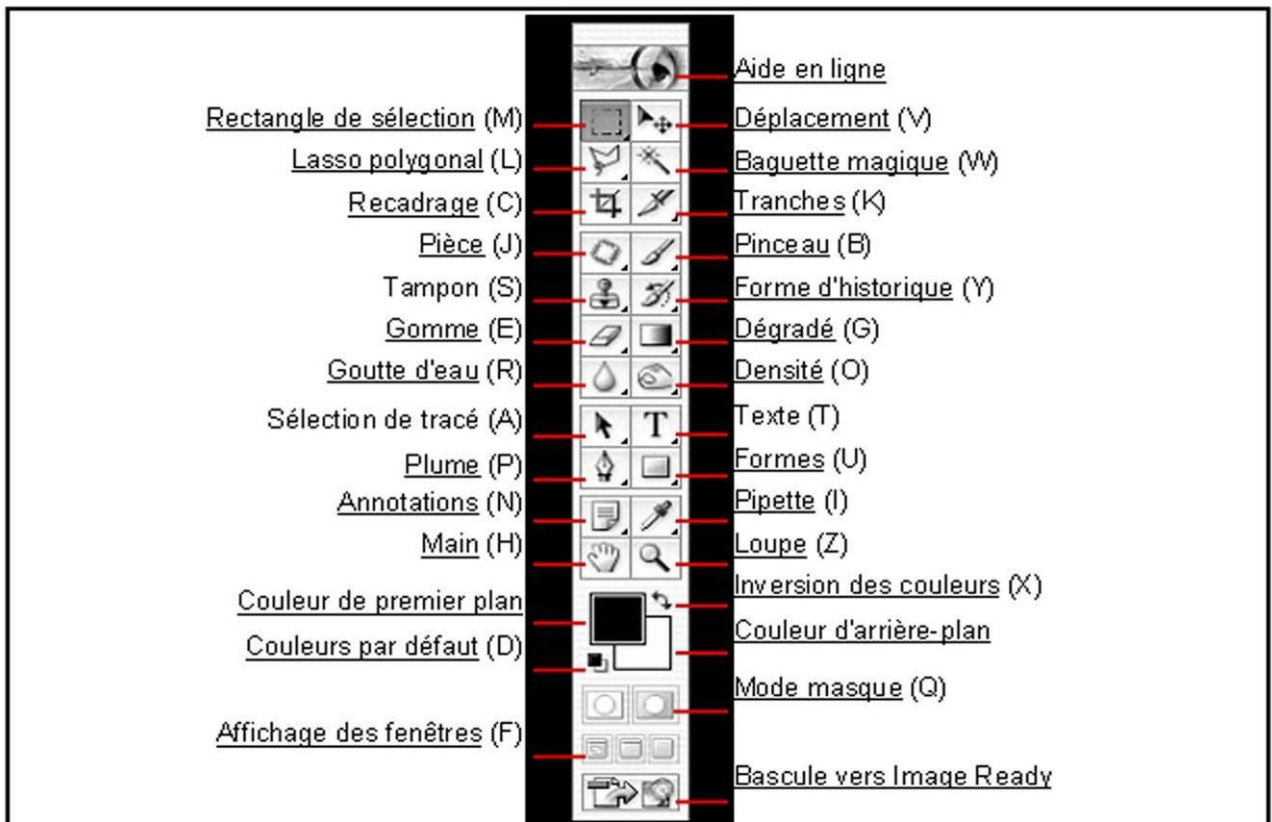 Aide en ligne
Rectangle de sélection (M)
Déplacement (V)
Lasso polygonal (L)
Baguette magique (W)
Recadrage (C)
Tranches (K)
Pièce (J)
Pinceau (B)
Tampon (S)
Forme d'historique (Y)
Gomme (E)
Dégradé (G)
Goutte d'eau (R)
Densité (O)
Sélection de tracé (A)
T
Texte (T)
Plume (P)
Formes (U)
Annotations (N)
Pipette (I)
Main (H)
Loupe (Z)
Inversion des couleurs (X)
Couleur de premier plan
Couleur d'arrière-plan
Couleurs par défaut (D)
Mode masque (Q)
Affichage des fenêtres (F)
Bascule vers Image Ready